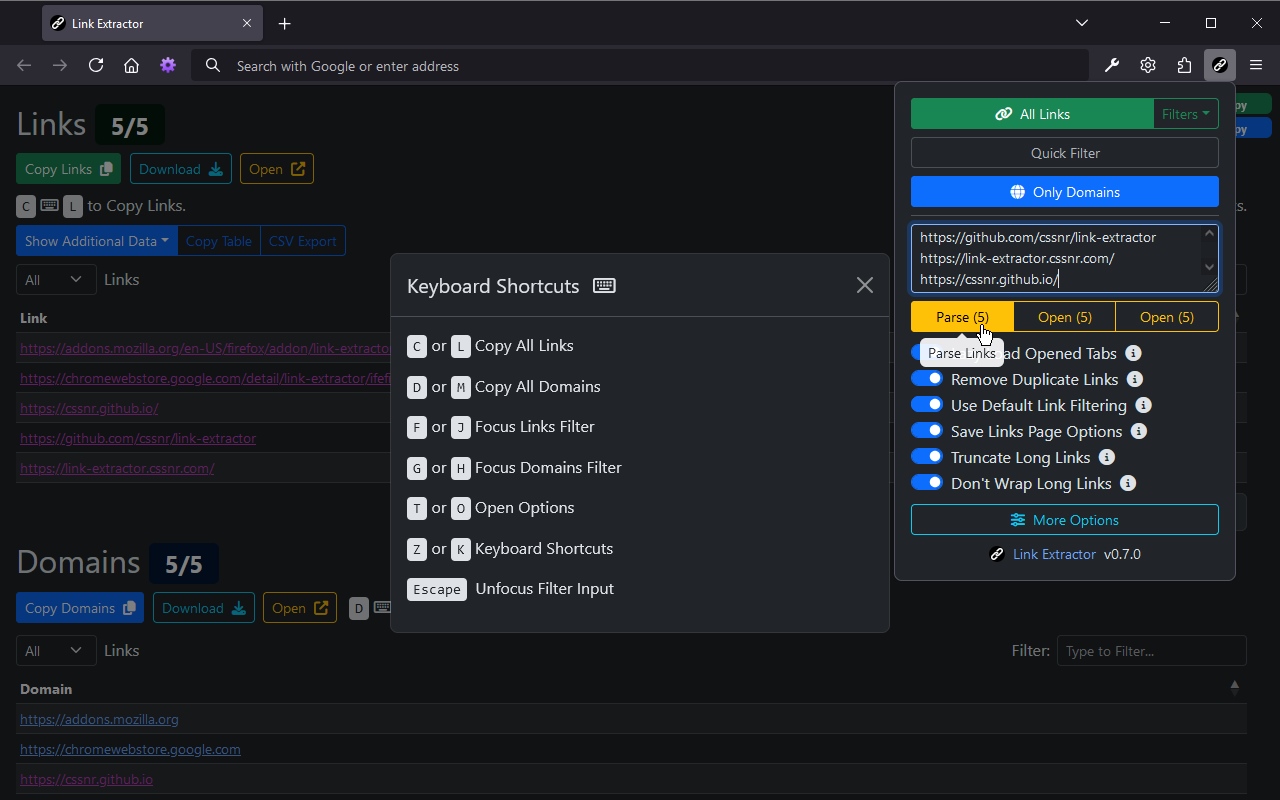 Link Extractor
Search with Google or enter address
Links 5/5
Copy Links
Download
Open
C L to Copy Links.
Show Additional Data
Copy Table
CSV Export
All
Links
Link
https://addons.mozilla.org/en-US/firefox/addon/link-extracto
https://chromewebstore.google.com/detail/link-extractor/ifefi
https://cssnr.github.io/
https://github.com/cssnr/link-extractor
https://link-extractor.cssnr.com/
Domains 5/5
Copy Domains
Download
Open
D
All
Links
Filter:
Type to Filter...
Domain
https://addons.mozilla.org
https://chromewebstore.google.com
https://cssnr.github.io
Keyboard Shortcuts
C or L Copy All Links
D or M Copy All Domains
F or J Focus Links Filter
G or H Focus Domains Filter
T or O Open Options
Z or K Keyboard Shortcuts
Escape Unfocus Filter Input
All Links
Filters
Quick Filter
Only Domains
https://github.com/cssnr/link-extractor
https://link-extractor.cssnr.com/
https://cssnr.github.io/
Parse (5)
Open (5)
Open (5)
Parse Links
ad Opened Tabs
Remove Duplicate Links
Use Default Link Filtering
Save Links Page Options
Truncate Long Links
Don't Wrap Long Links
More Options
Link Extractor v0.7.0
py
py
s.